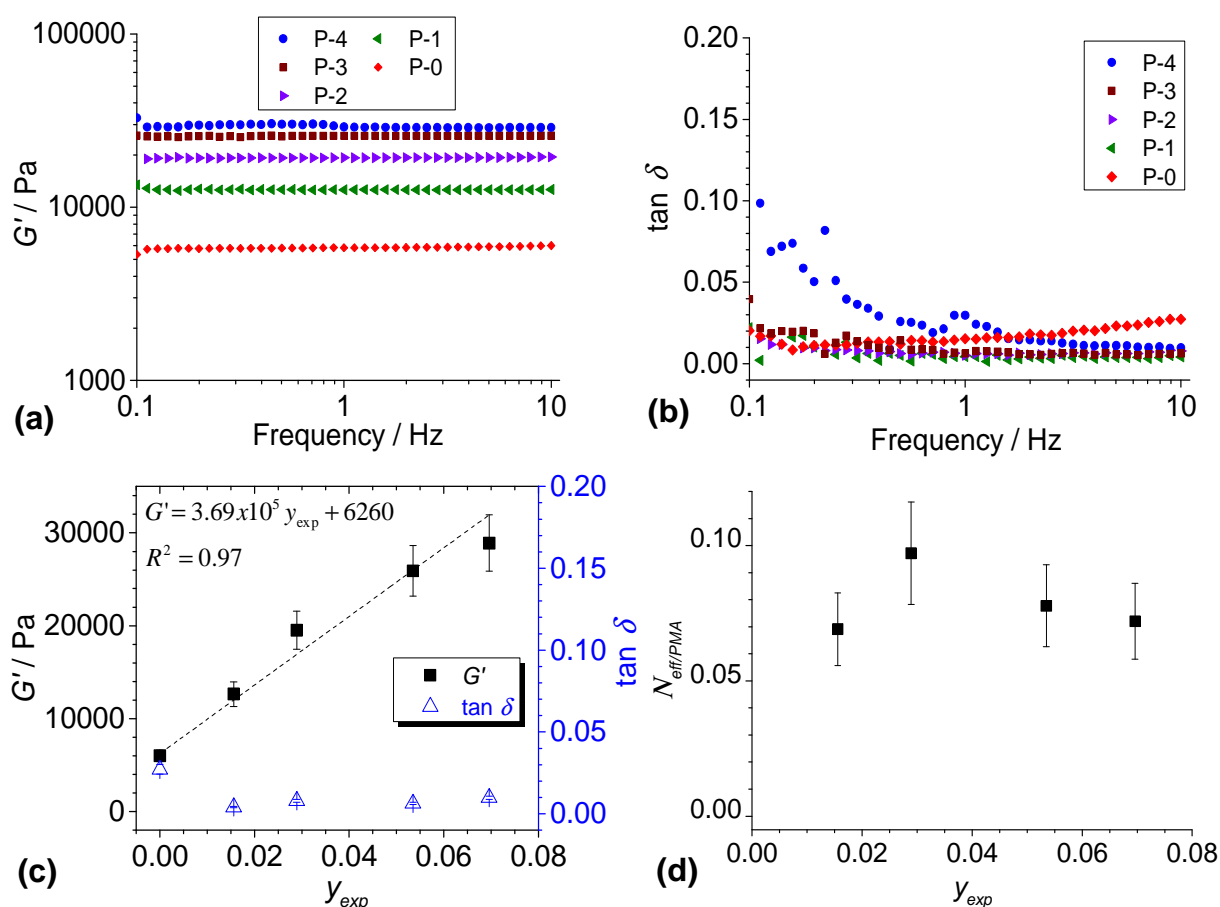 100000
10000
1000
G' / Pa
P-4
P-3
P-2
P-1
P-0
0.1
1
10
Frequency / Hz
(a)
0.20
0.15
0.10
0.05
0.00
tan δ
P-4
P-3
P-2
P-1
P-0
0.1
1
10
Frequency / Hz
(b)
G' = 3.69x10⁵ y_exp + 6260
R² = 0.97
30000
20000
10000
0
G' / Pa
G'
tan δ
0.20
0.15
0.10
0.05
0.00
tan δ
0.00
0.02
0.04
0.06
0.08
y_exp
(c)
0.10
0.05
0.00
N_eff/PMA
0.00
0.02
0.04
0.06
0.08
y_exp
(d)